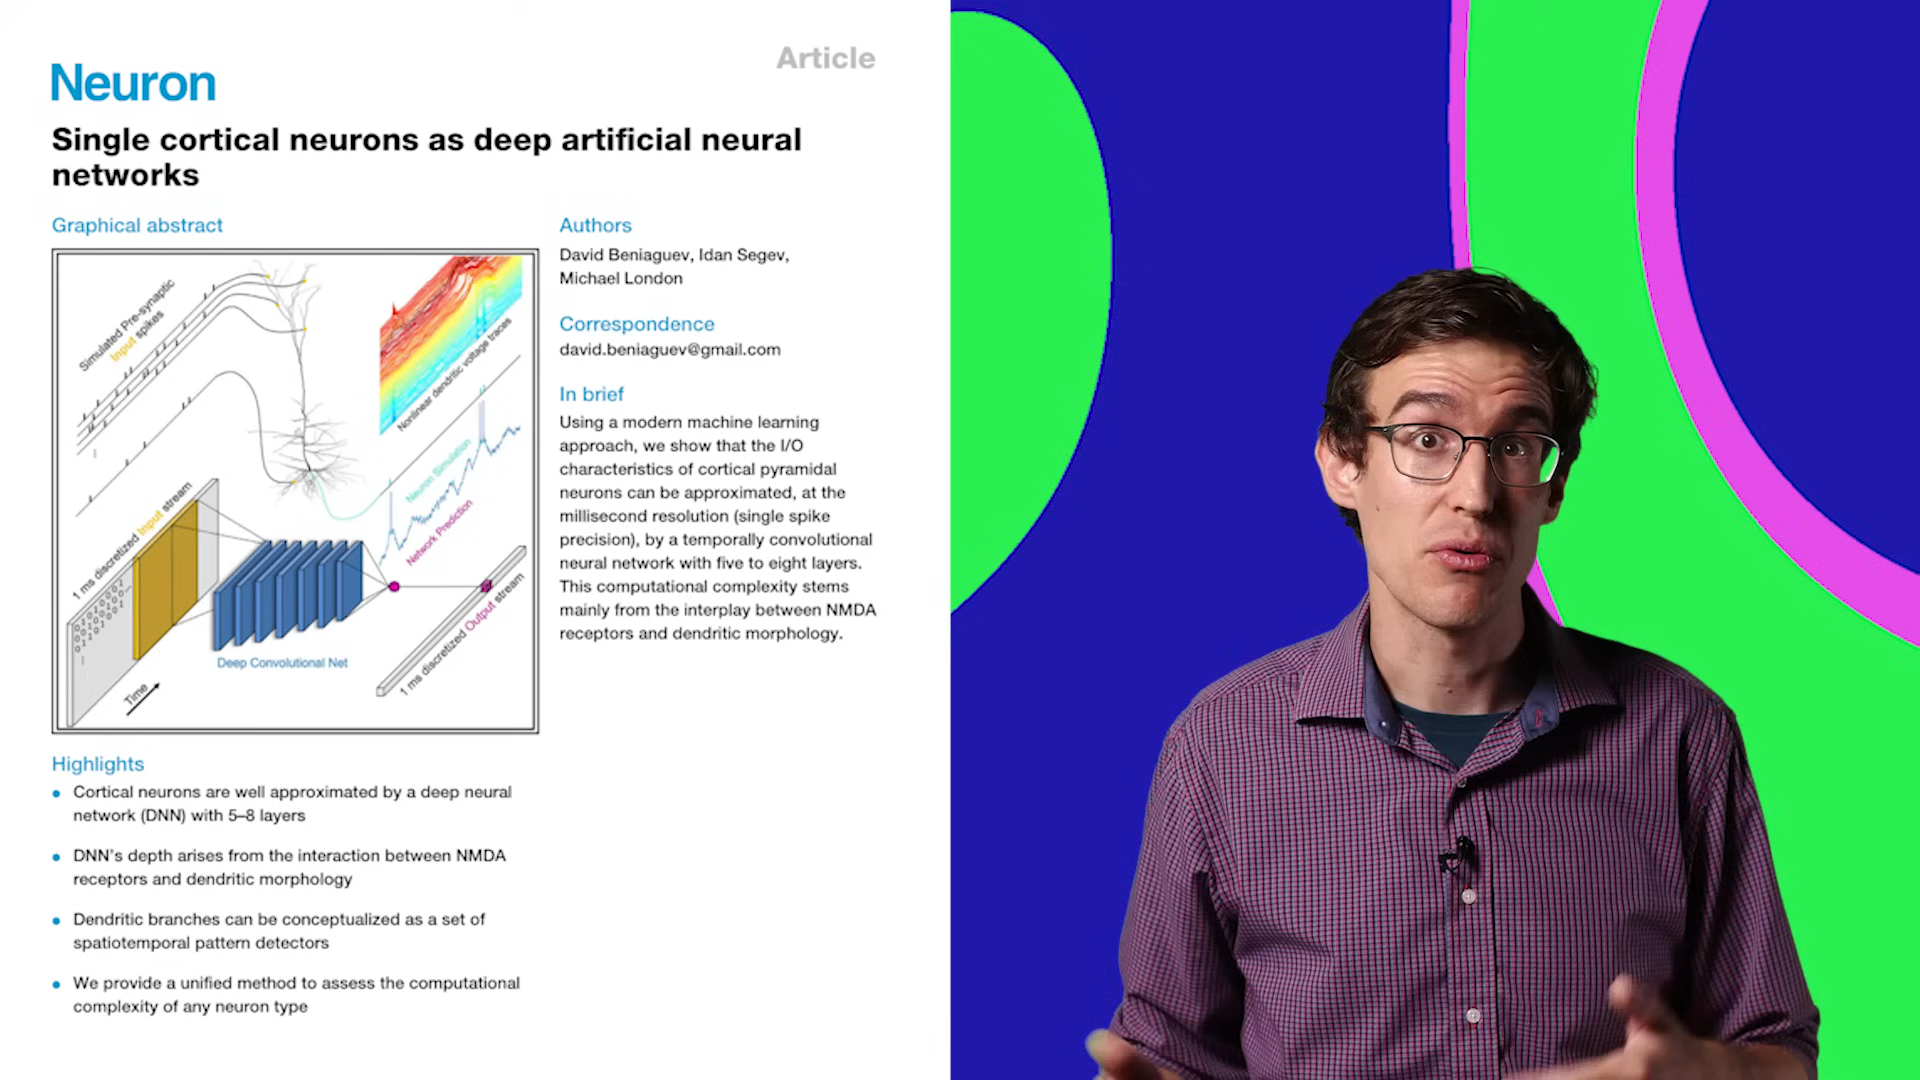 Article
Neuron
Single cortical neurons as deep artificial neural
networks
Graphical abstract
Simulated Pre-synaptic
Input spikes
Nonlinear dendritic voltage traces
Neuron Simulation
Network Prediction
1 ms discretized Input stream
Deep Convolutional Net
1 ms discretized Output stream
Time
Authors
David Beniaguev, Idan Segev,
Michael London
Correspondence
david.beniaguev@gmail.com
In brief
Using a modern machine learning
approach, we show that the I/O
characteristics of cortical pyramidal
neurons can be approximated, at the
millisecond resolution (single spike
precision), by a temporally convolutional
neural network with five to eight layers.
This computational complexity stems
mainly from the interplay between NMDA
receptors and dendritic morphology.
Highlights
Cortical neurons are well approximated by a deep neural
network (DNN) with 5–8 layers
DNN's depth arises from the interaction between NMDA
receptors and dendritic morphology
Dendritic branches can be conceptualized as a set of
spatiotemporal pattern detectors
We provide a unified method to assess the computational
complexity of any neuron type